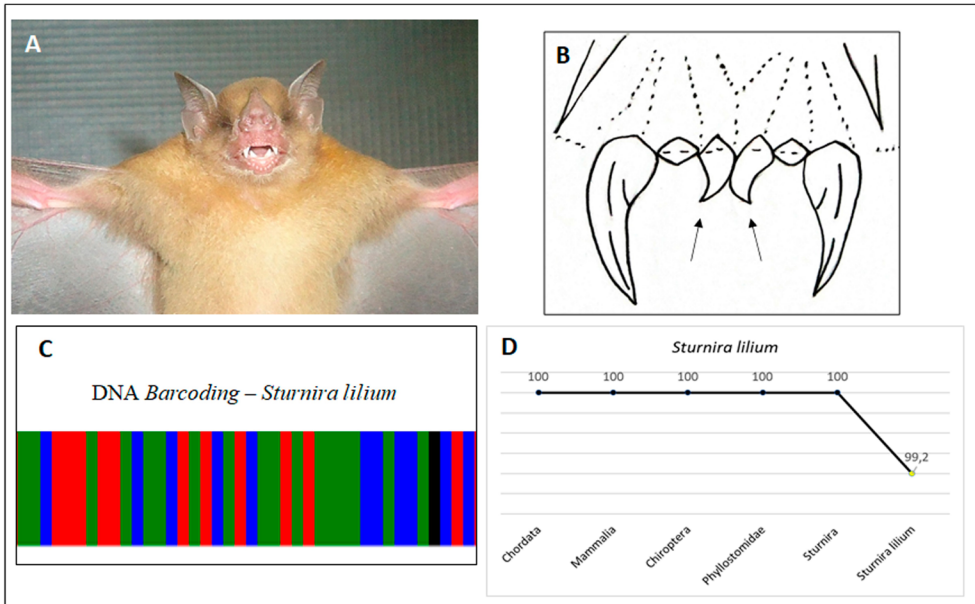 A
B
C
DNA Barcoding – Sturnira lilium
D
Sturnira lilium
100 100 100 100 100
99,2
Chordata
Mammalia
Chiroptera
Phyllostomidae
Sturnira
Sturnira lilium